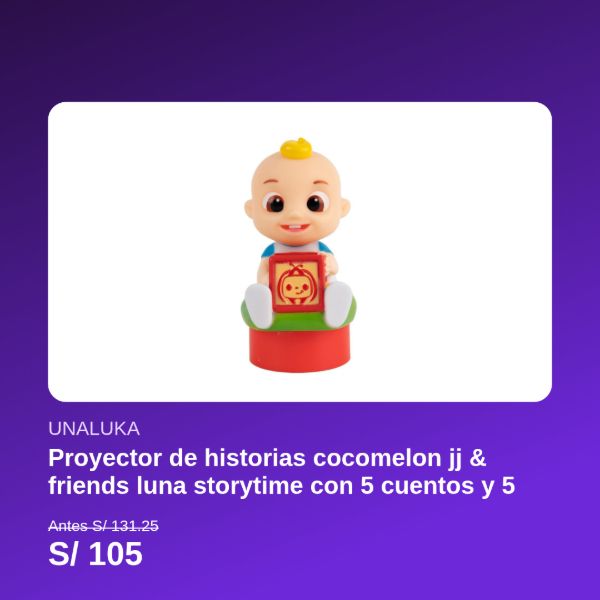 UNALUKA
Proyector de historias cocomelon jj &
friends luna storytime con 5 cuentos y 5
Antes S/ 131.25
S/ 105